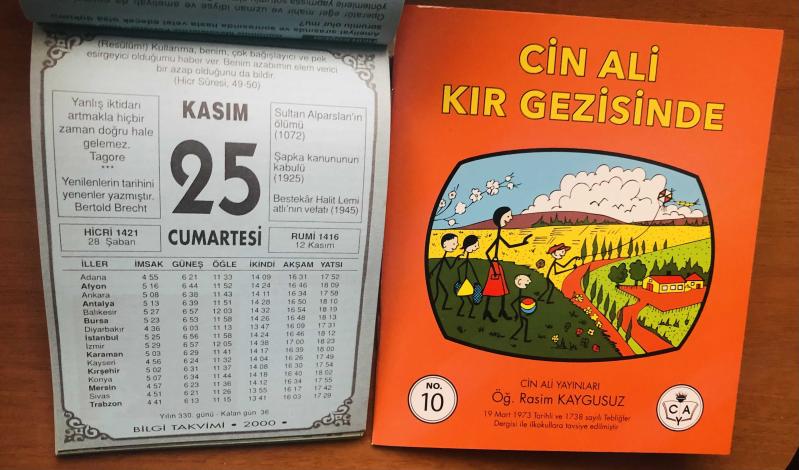 (Resûlüm!) Kullarıma, benim, çok bağışlayıcı ve pek
esirgeyici olduğumu haber ver. Benim azabımın elem verici
bir azap olduğunu da bildir.
(Hicr Sûresi, 49-50)
Yanlış iktidarı
artmakla hiçbir
zaman doğru hale
gelemez.
Tagore
***
Yenilenlerin tarihini
yenenler yazmıştır.
Bertold Brecht
KASIM
25
CUMARTESİ
Sultan Alparslan'ın
ölümü
(1072)
Şapka kanununun
kabulü
(1925)
Bestekâr Halit Lemi
atlı'nın vefatı (1945)
HİCRİ 1421
28 Şaban
RUMİ 1416
12 Kasım
İLLER İMSAK GÜNEŞ ÖĞLE İKİNDİ AKŞAM YATSI
Adana 4 55 6 21 11 33 14 09 16 31 17 52
Afyon 5 16 6 44 11 52 14 24 16 46 18 09
Ankara 5 08 6 38 11 43 14 11 16 34 17 58
Antalya 5 13 6 39 11 51 14 28 16 50 18 10
Balıkesir 5 27 6 57 12 03 14 32 16 54 18 19
Bursa 5 23 6 53 11 58 14 26 16 48 18 13
Diyarbakır 4 36 6 03 11 13 13 47 16 09 17 31
İstanbul 5 25 6 56 11 58 14 24 16 46 18 12
İzmir 5 29 6 57 12 05 14 38 17 00 18 23
Karaman 5 03 6 29 11 41 14 17 16 39 18 00
Kayseri 4 56 6 24 11 32 14 04 16 26 17 49
Kırşehir 5 02 6 31 11 37 14 08 16 30 17 54
Konya 5 07 6 34 11 44 14 18 16 40 18 02
Mersin 4 57 6 23 11 36 14 12 16 34 17 55
Sivas 4 51 6 21 11 26 13 55 16 17 17 42
Trabzon 4 41 6 13 11 15 13 41 16 03 17 29
Yılın 330. günü - Kalan gün 36
BİLGİ TAKVİMİ • 2000 •
CİN ALİ
KIR GEZİSİNDE
NO.
10
CİN ALİ YAYINLARI
Öğ. Rasim KAYGUSUZ
19 Mart 1973 Tarihli ve 1738 sayılı Tebliğler
Dergisi ile ilkokullara tavsiye edilmiştir
C A
Y